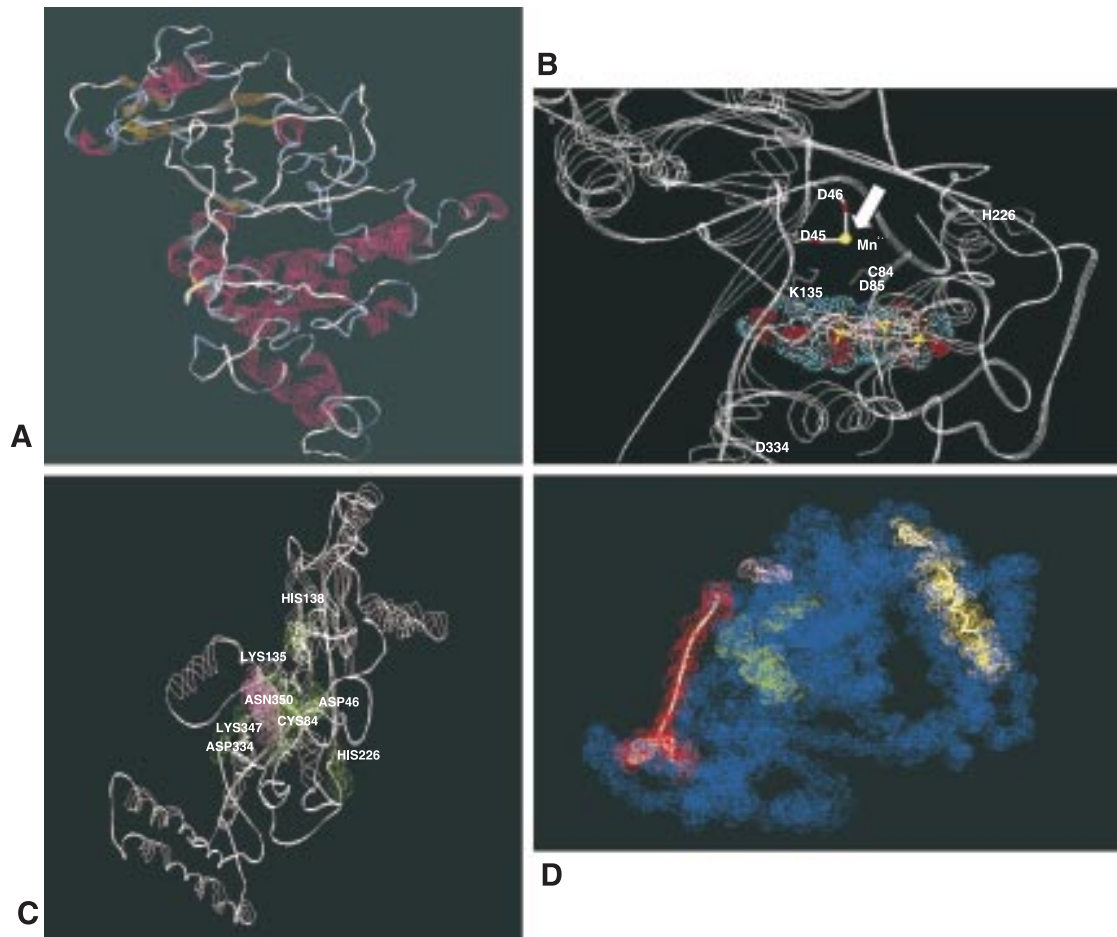 A
B
D46
H226
D45
Mn··
C84
D85
K135
D334
C
HIS138
LYS135
ASN350
ASP46
CYS84
LYS347
ASP334
HIS226
D